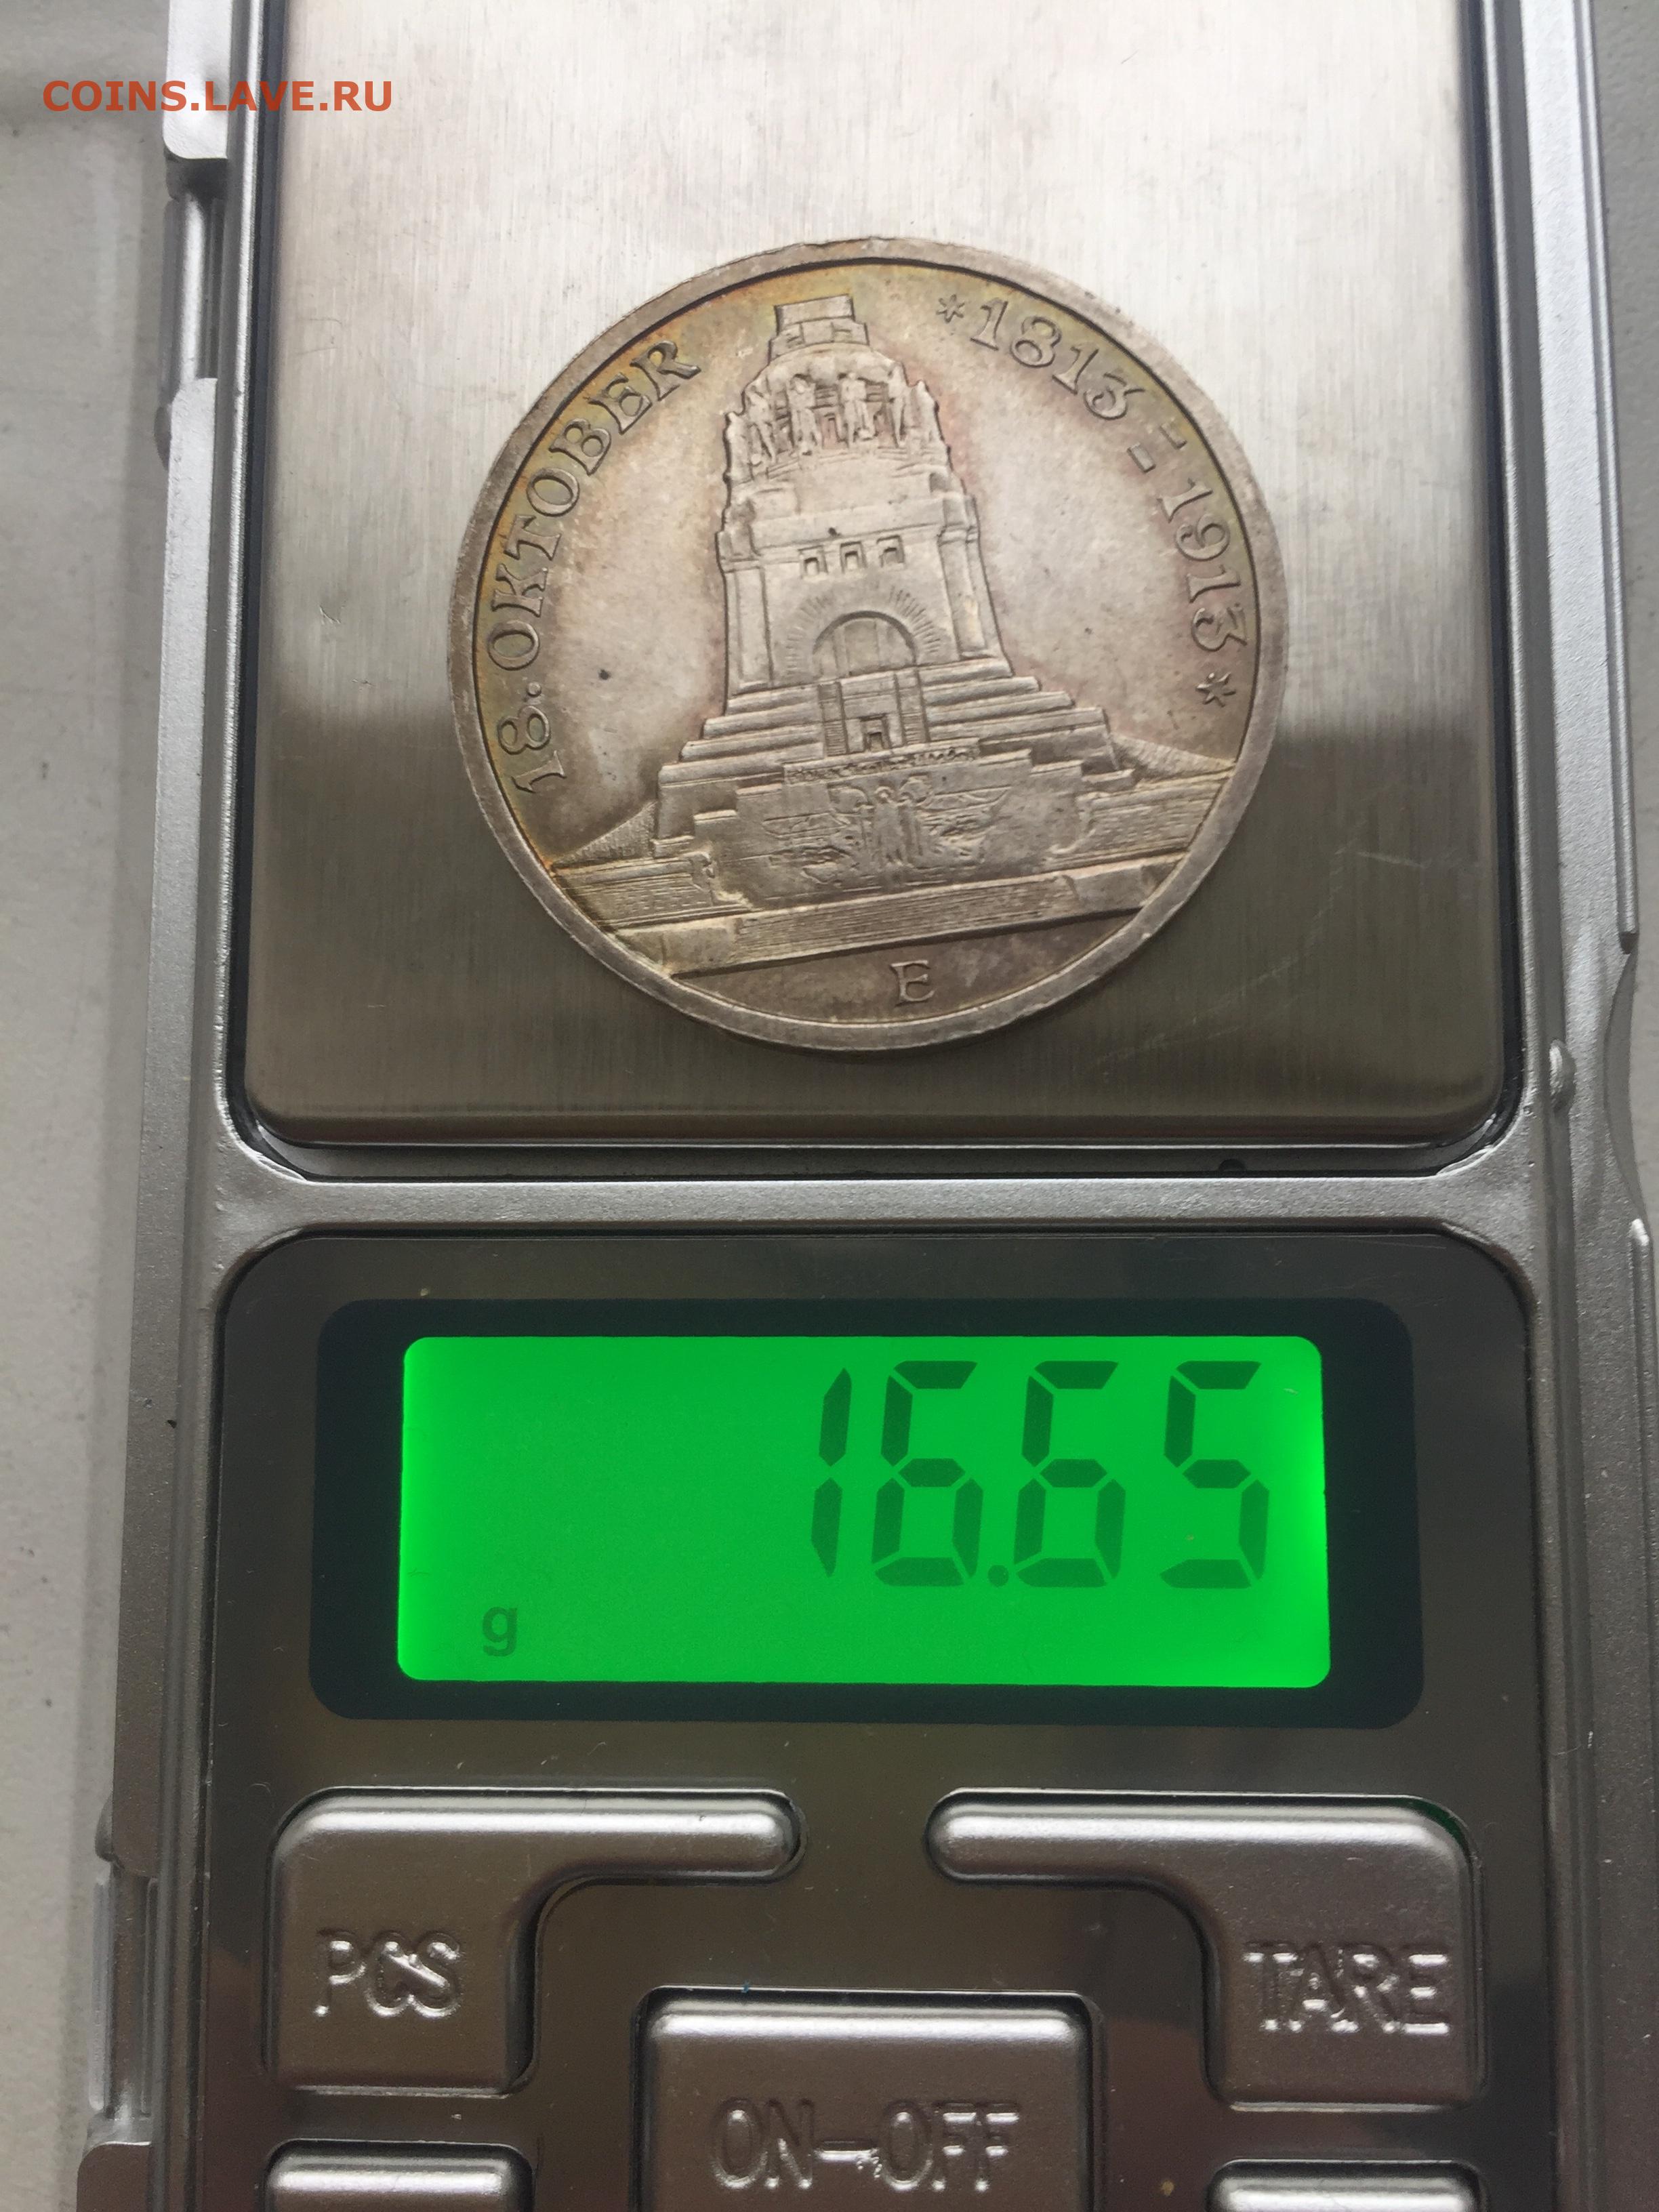 COINS.LAVE.RU
18.OKTOBER *1813-1913*
E
16.65
g
PCS
TARE
ON-OFF